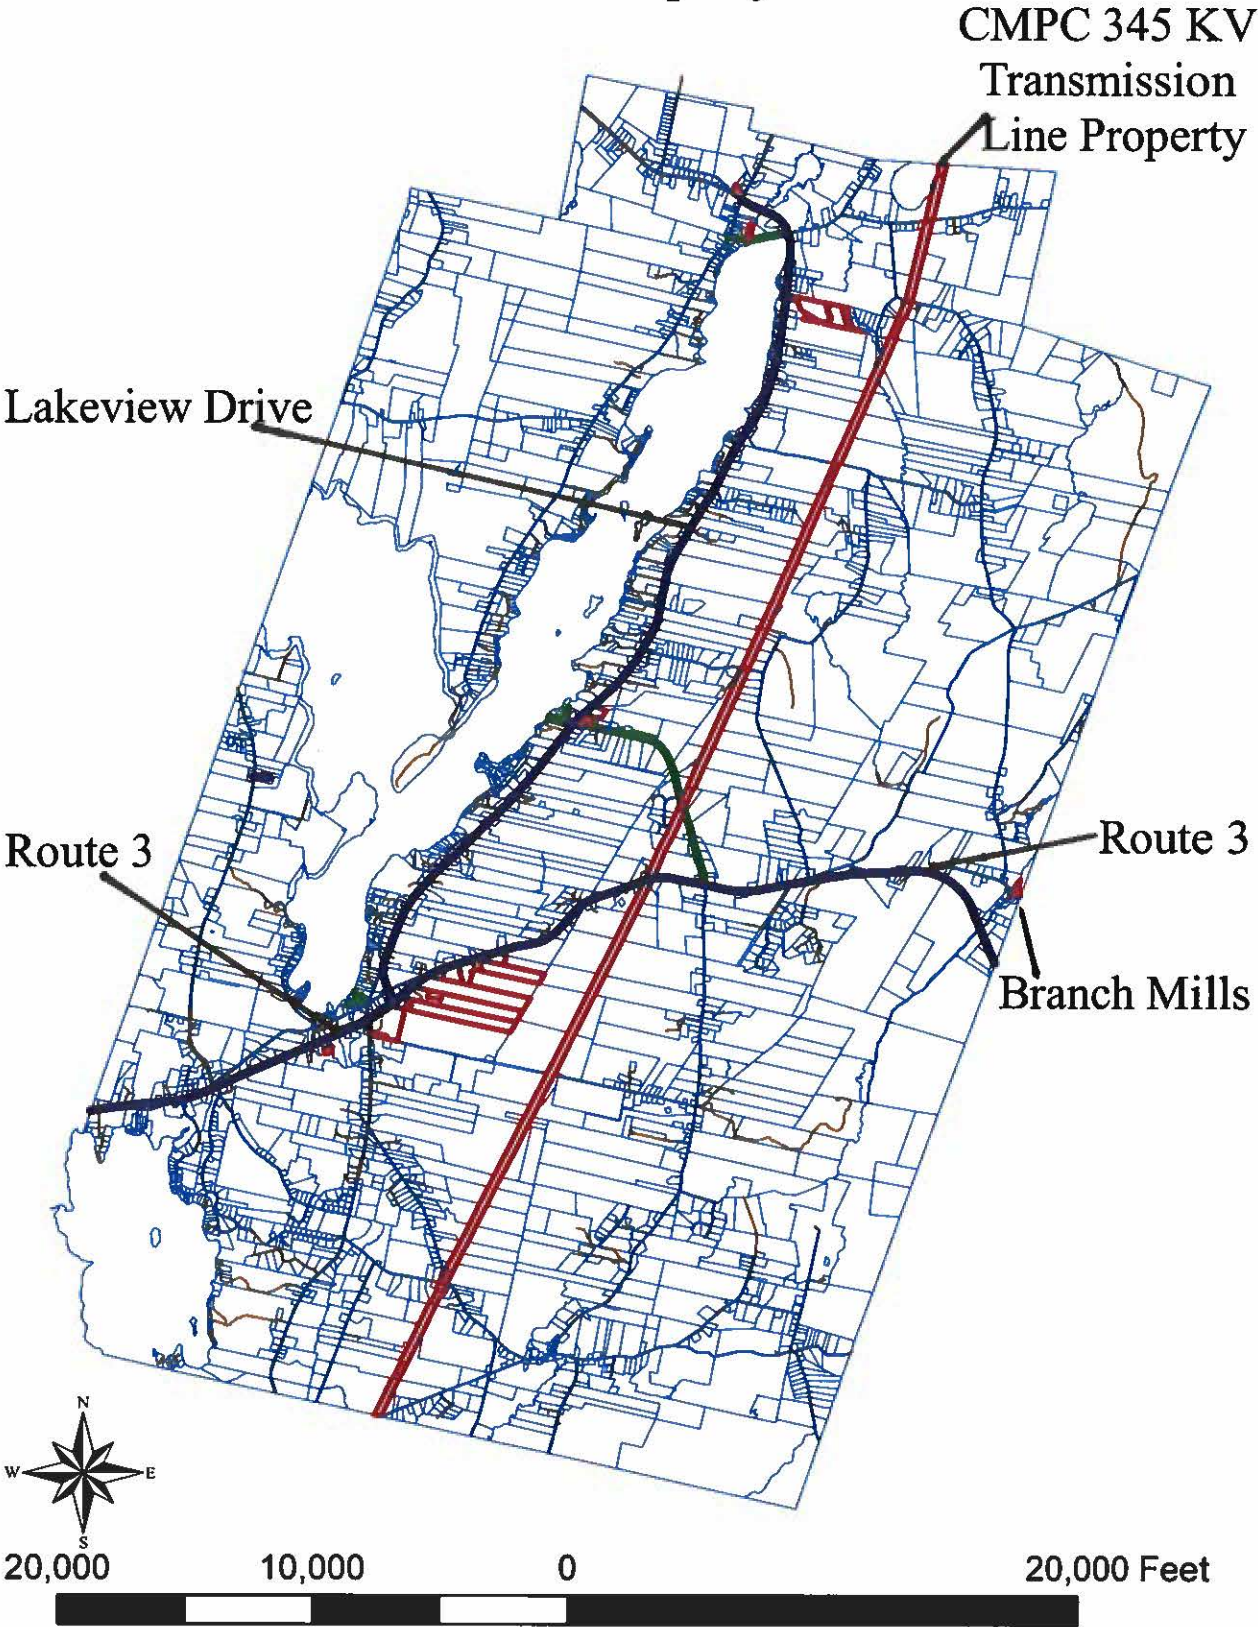 CMPC 345 KV
Transmission
Line Property
Lakeview Drive
Route 3
Route 3
Branch Mills
N
W E
S
20,000 10,000 0 20,000 Feet